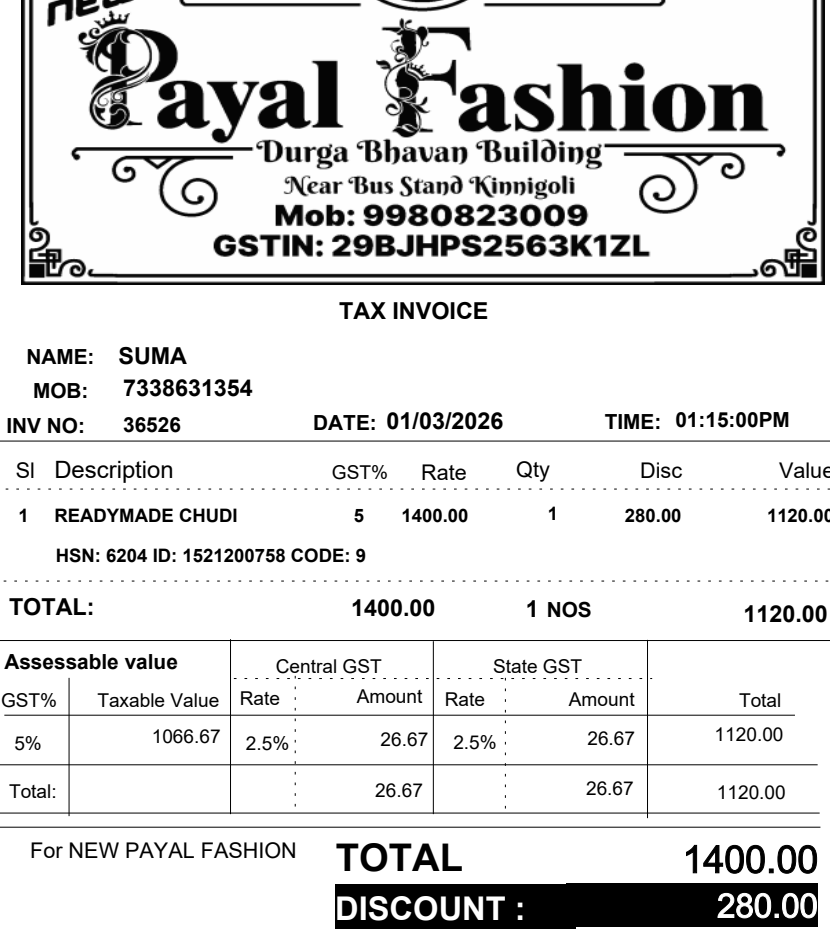 new
Payal Fashion
Durga Bhavan Building
Near Bus Stand Kinnigoli
Mob: 9980823009
GSTIN: 29BJHPS2563K1ZL
TAX INVOICE
NAME: SUMA
MOB: 7338631354
INV NO: 36526 DATE: 01/03/2026 TIME: 01:15:00PM
Sl Description GST% Rate Qty Disc Value
1 READYMADE CHUDI 5 1400.00 1 280.00 1120.00
HSN: 6204 ID: 1521200758 CODE: 9
TOTAL: 1400.00 1 NOS 1120.00
Assessable value Central GST State GST
GST% Taxable Value Rate Amount Rate Amount Total
5% 1066.67 2.5% 26.67 2.5% 26.67 1120.00
Total: 26.67 26.67 1120.00
For NEW PAYAL FASHION TOTAL 1400.00
DISCOUNT : 280.00